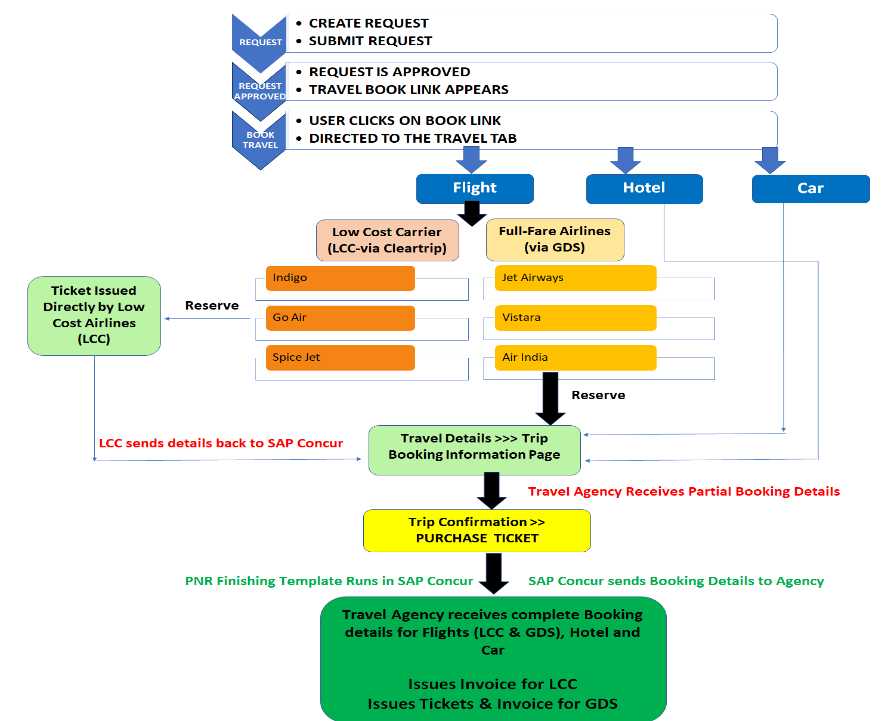 REQUEST
• CREATE REQUEST
• SUBMIT REQUEST
REQUEST
APPROVED
• REQUEST IS APPROVED
• TRAVEL BOOK LINK APPEARS
BOOK
TRAVEL
• USER CLICKS ON BOOK LINK
• DIRECTED TO THE TRAVEL TAB
Flight
Hotel
Car
Low Cost Carrier
(LCC-via Cleartrip)
Full-Fare Airlines
(via GDS)
Indigo
Go Air
Spice Jet
Jet Airways
Vistara
Air India
Reserve
Ticket Issued
Directly by Low
Cost Airlines
(LCC)
Reserve
LCC sends details back to SAP Concur
Travel Details >>> Trip
Booking Information Page
Travel Agency Receives Partial Booking Details
Trip Confirmation >>
PURCHASE TICKET
PNR Finishing Template Runs in SAP Concur
SAP Concur sends Booking Details to Agency
Travel Agency receives complete Booking
details for Flights (LCC & GDS), Hotel and
Car
Issues Invoice for LCC
Issues Tickets & Invoice for GDS